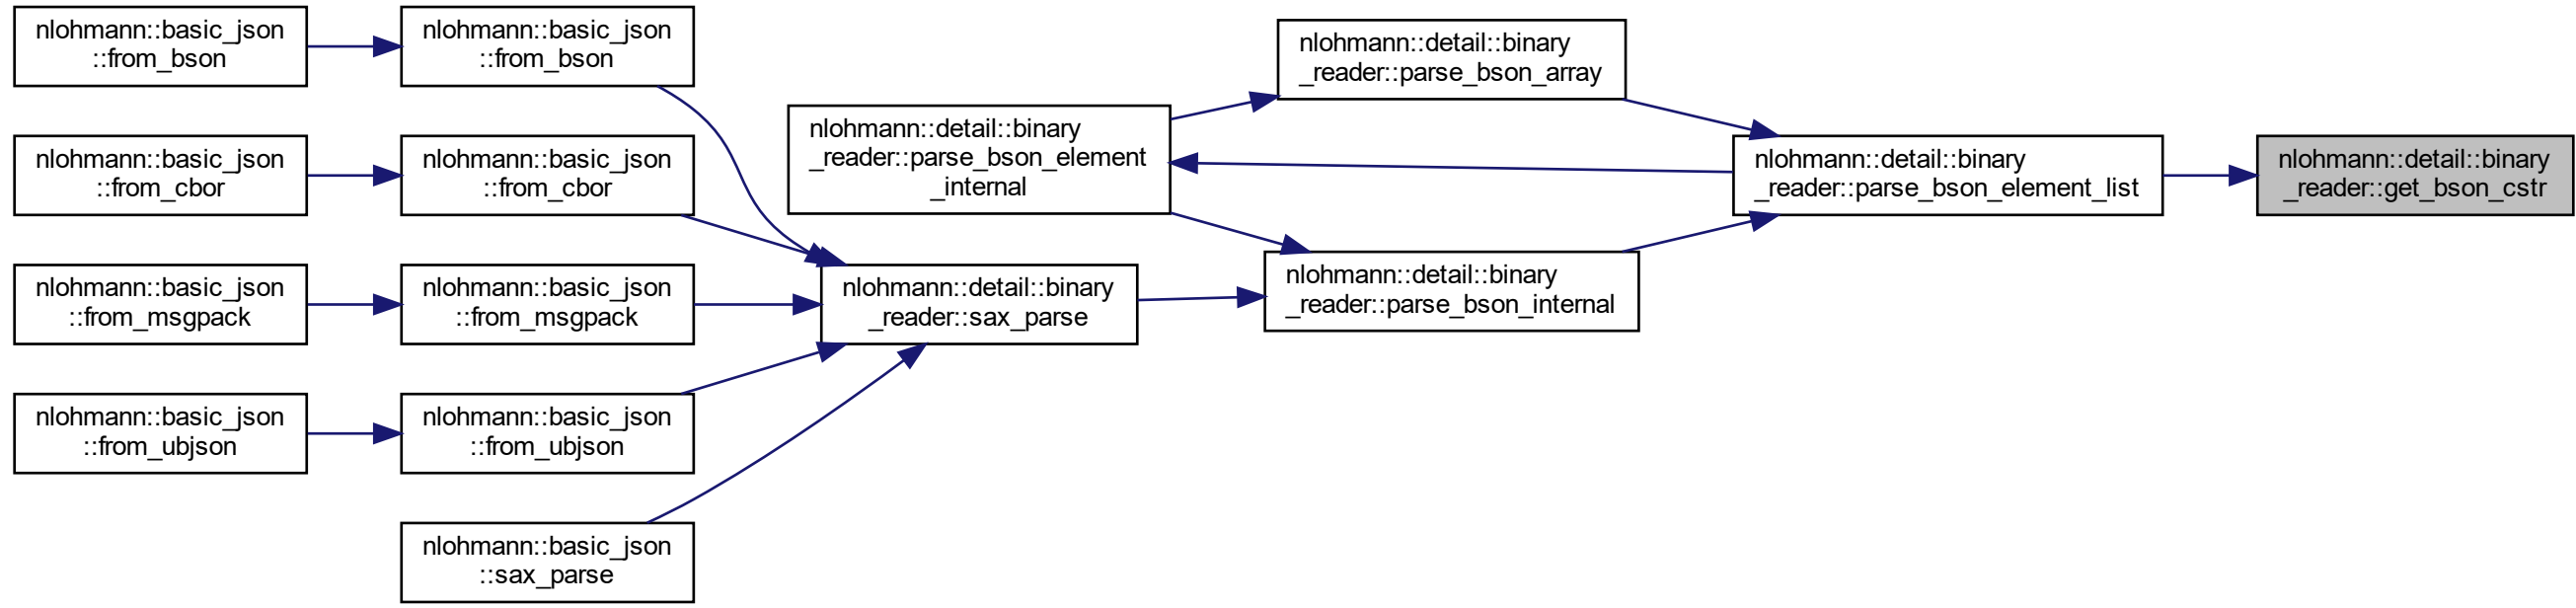 nlohmann::basic_json
::from_bson
nlohmann::basic_json
::from_bson
nlohmann::detail::binary
_reader::parse_bson_array
nlohmann::detail::binary
_reader::parse_bson_element
_internal
nlohmann::basic_json
::from_cbor
nlohmann::basic_json
::from_cbor
nlohmann::detail::binary
_reader::parse_bson_element_list
nlohmann::detail::binary
_reader::get_bson_cstr
nlohmann::basic_json
::from_msgpack
nlohmann::basic_json
::from_msgpack
nlohmann::detail::binary
_reader::sax_parse
nlohmann::detail::binary
_reader::parse_bson_internal
nlohmann::basic_json
::from_ubjson
nlohmann::basic_json
::from_ubjson
nlohmann::basic_json
::sax_parse